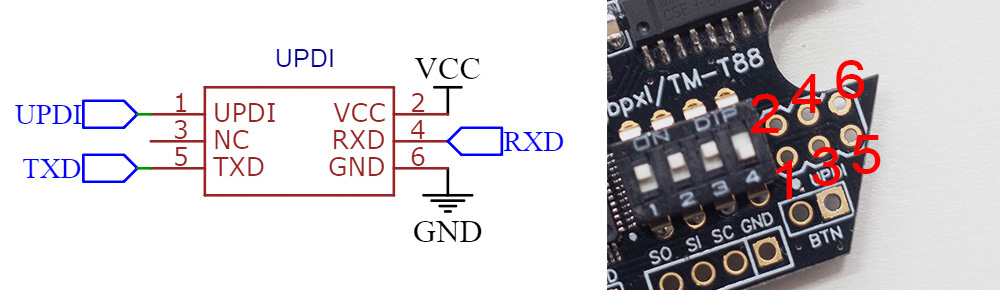 UPDI
VCC
UPDI 1 UPDI VCC 2
3 NC RXD 4 RXD
TXD 5 TXD GND 6
GND
bpxl/TM-T88
ON DIP
1 2 3 4
2 4 6
1 3 5
UPDI
BTN
SO SI SC GND